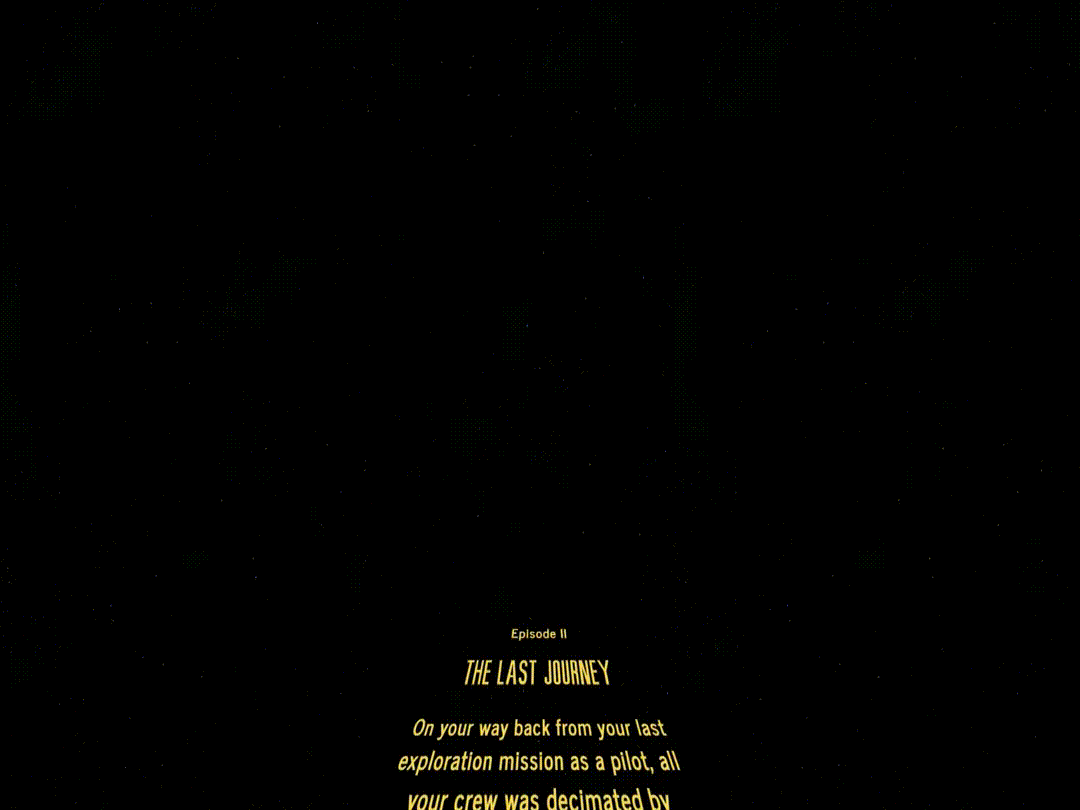 Episode II
THE LAST JOURNEY
On your way back from your last
exploration mission as a pilot, all
your crew was decimated by